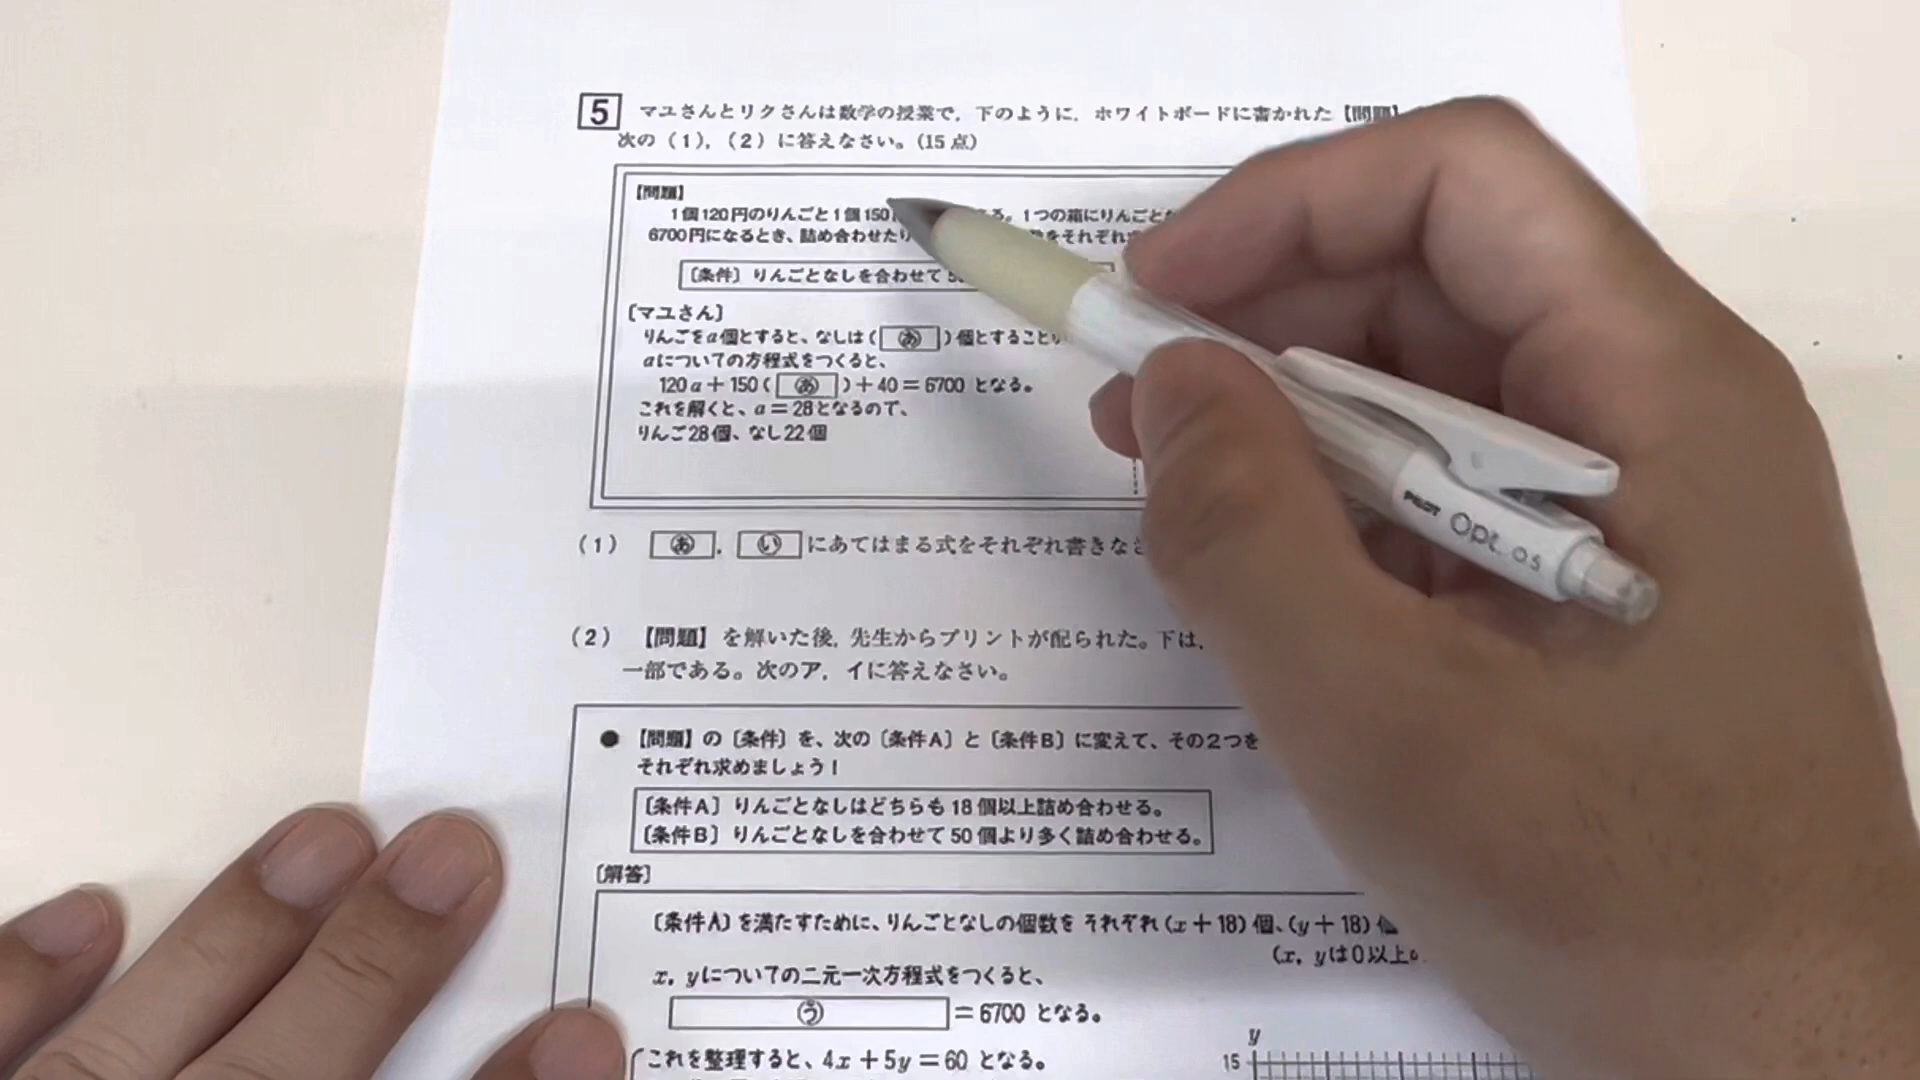 5 マユさんとリクさんは数学の授業で，下のように，ホワイトボードに書かれた【問題】
次の（1），（2）に答えなさい。(15点)
【問題】
1個120円のりんごと1個150 る。1つの箱にりんごと
6700円になるとき、詰め合わせたり をそれぞれ
〔条件〕りんごとなしを合わせて
〔マユさん〕
りんごをa個とすると、なしは( あ )個とすること
aについての方程式をつくると、
120a＋150( あ )＋40＝6700 となる。
これを解くと、a＝28となるので、
りんご28個、なし22個
（1） あ ， い にあてはまる式をそれぞれ書きな
（2） 【問題】を解いた後，先生からプリントが配られた。下は，
一部である。次のア，イに答えなさい。
● 【問題】の〔条件〕を、次の〔条件A〕と〔条件B〕に変えて、その2つを
それぞれ求めましょう！
〔条件A〕りんごとなしはどちらも18個以上詰め合わせる。
〔条件B〕りんごとなしを合わせて50個より多く詰め合わせる。
〔解答〕
〔条件A〕を満たすために、りんごとなしの個数をそれぞれ(x＋18)個、(y＋18)
(x，yは0以上
x，yについての二元一次方程式をつくると、
う ＝6700 となる。
これを整理すると、4x＋5y＝60 となる。
y
15
PILOT Opt. 0.5